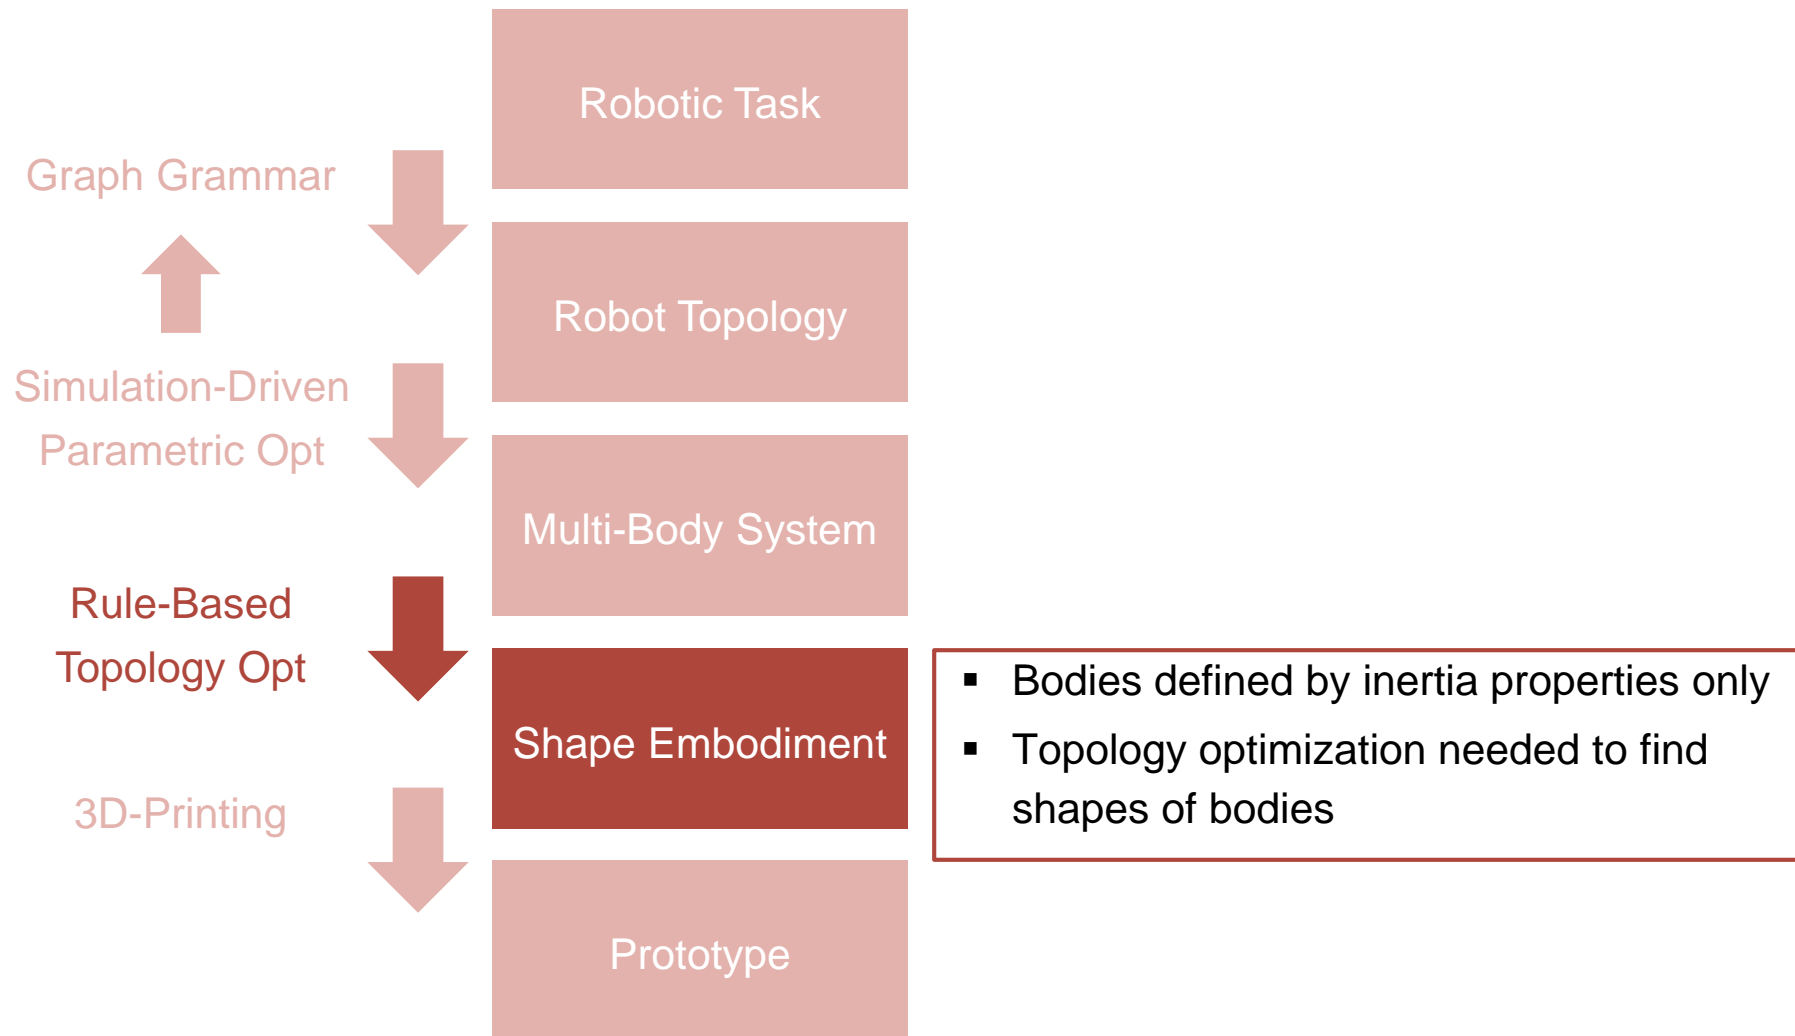 Robotic Task
Graph Grammar
Robot Topology
Simulation-Driven
Parametric Opt
Multi-Body System
Rule-Based
Topology Opt
Shape Embodiment
▪ Bodies defined by inertia properties only
▪ Topology optimization needed to find
shapes of bodies
3D-Printing
Prototype